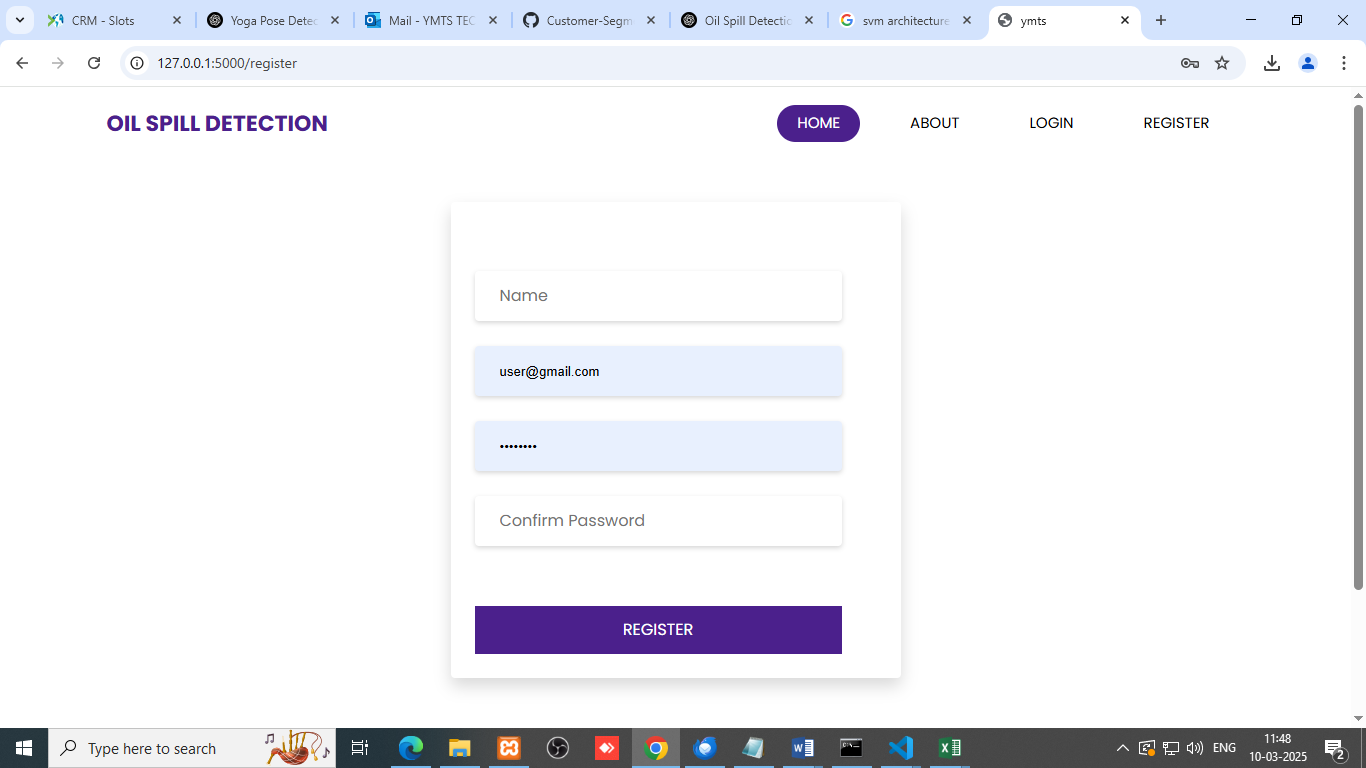 CRM - Slots
Yoga Pose Detec
Mail - YMTS TEC
Customer-Segm
Oil Spill Detectio
svm architecture
ymts
127.0.0.1:5000/register
OIL SPILL DETECTION
HOME
ABOUT
LOGIN
REGISTER
Name
user@gmail.com
••••••••
Confirm Password
REGISTER
Type here to search
ENG
11:48
10-03-2025
2